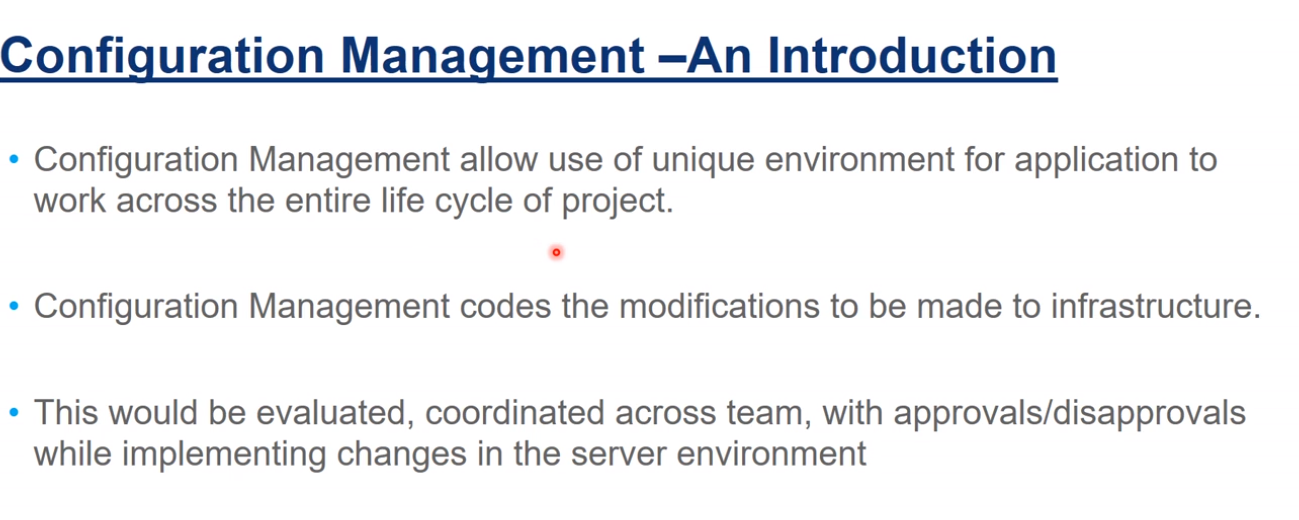 Configuration Management –An Introduction
• Configuration Management allow use of unique environment for application to
work across the entire life cycle of project.
• Configuration Management codes the modifications to be made to infrastructure.
• This would be evaluated, coordinated across team, with approvals/disapprovals
while implementing changes in the server environment